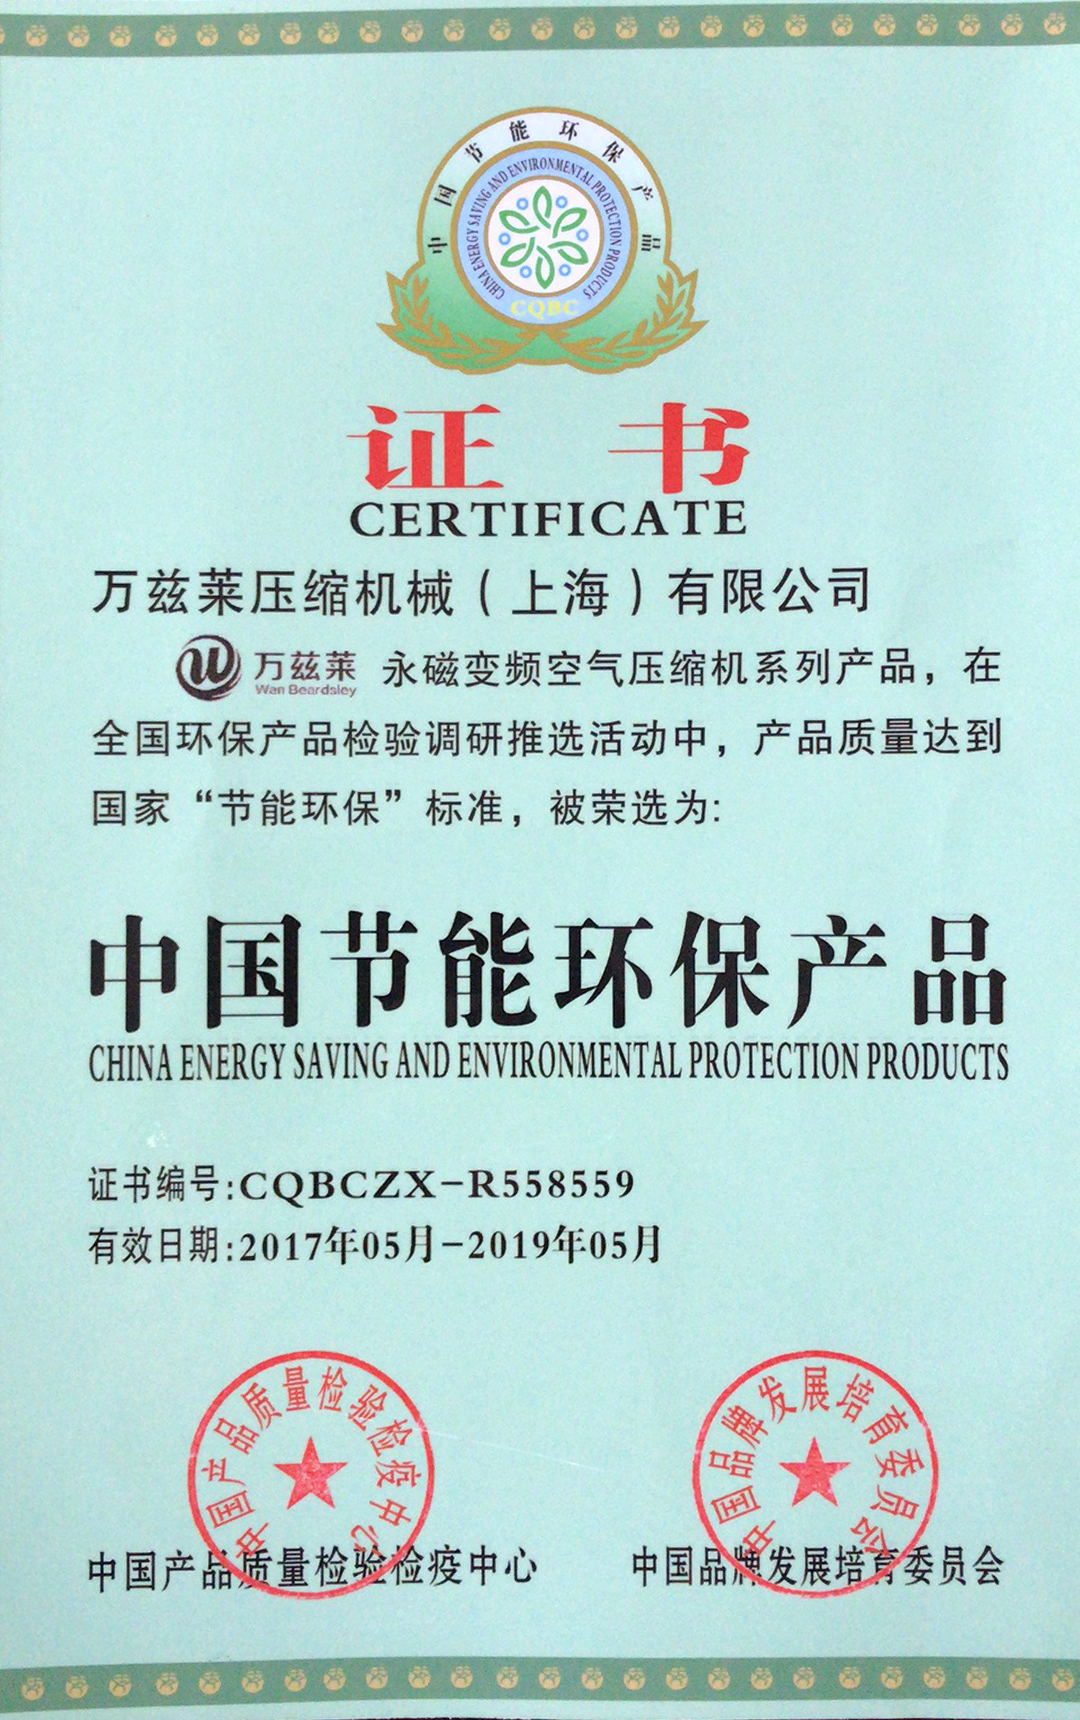 中国节能环保产品
CHINA ENERGY SAVING AND ENVIRONMENTAL PROTECTION PRODUCTS
CQBC
证书
CERTIFICATE
万兹莱压缩机械（上海）有限公司
万兹莱 永磁变频空气压缩机系列产品，在
Wan Beardsley
全国环保产品检验调研推选活动中，产品质量达到
国家“节能环保”标准，被荣选为:
中国节能环保产品
CHINA ENERGY SAVING AND ENVIRONMENTAL PROTECTION PRODUCTS
证书编号:CQBCZX-R558559
有效日期:2017年05月-2019年05月
中国产品质量检验检疫中心
中国品牌发展培育委员会
中国产品质量检验检疫中心
中国品牌发展培育委员会